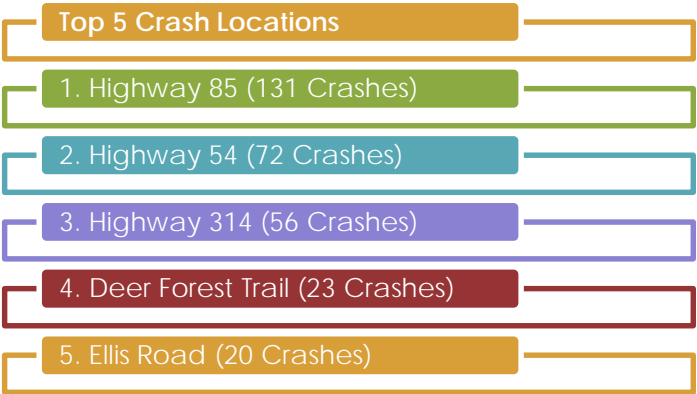 Top 5 Crash Locations
1. Highway 85 (131 Crashes)
2. Highway 54 (72 Crashes)
3. Highway 314 (56 Crashes)
4. Deer Forest Trail (23 Crashes)
5. Ellis Road (20 Crashes)